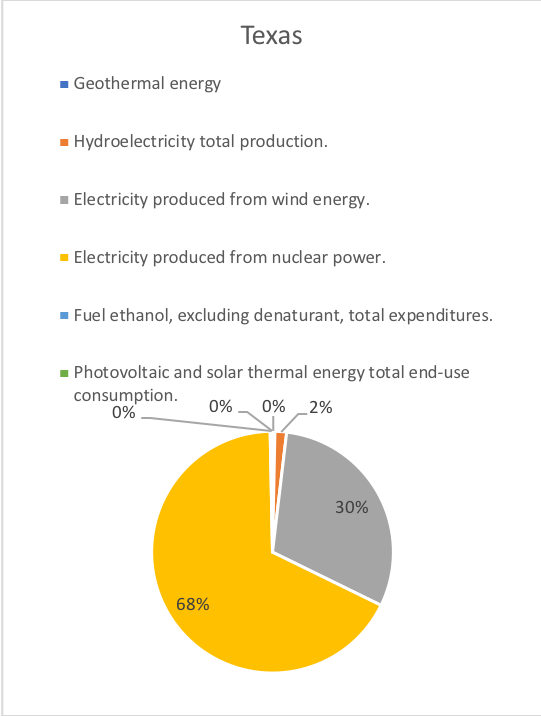 Texas
Geothermal energy
Hydroelectricity total production.
Electricity produced from wind energy.
Electricity produced from nuclear power.
Fuel ethanol, excluding denaturant, total expenditures.
Photovoltaic and solar thermal energy total end-use
consumption.
0%
0%
0%
2%
30%
68%